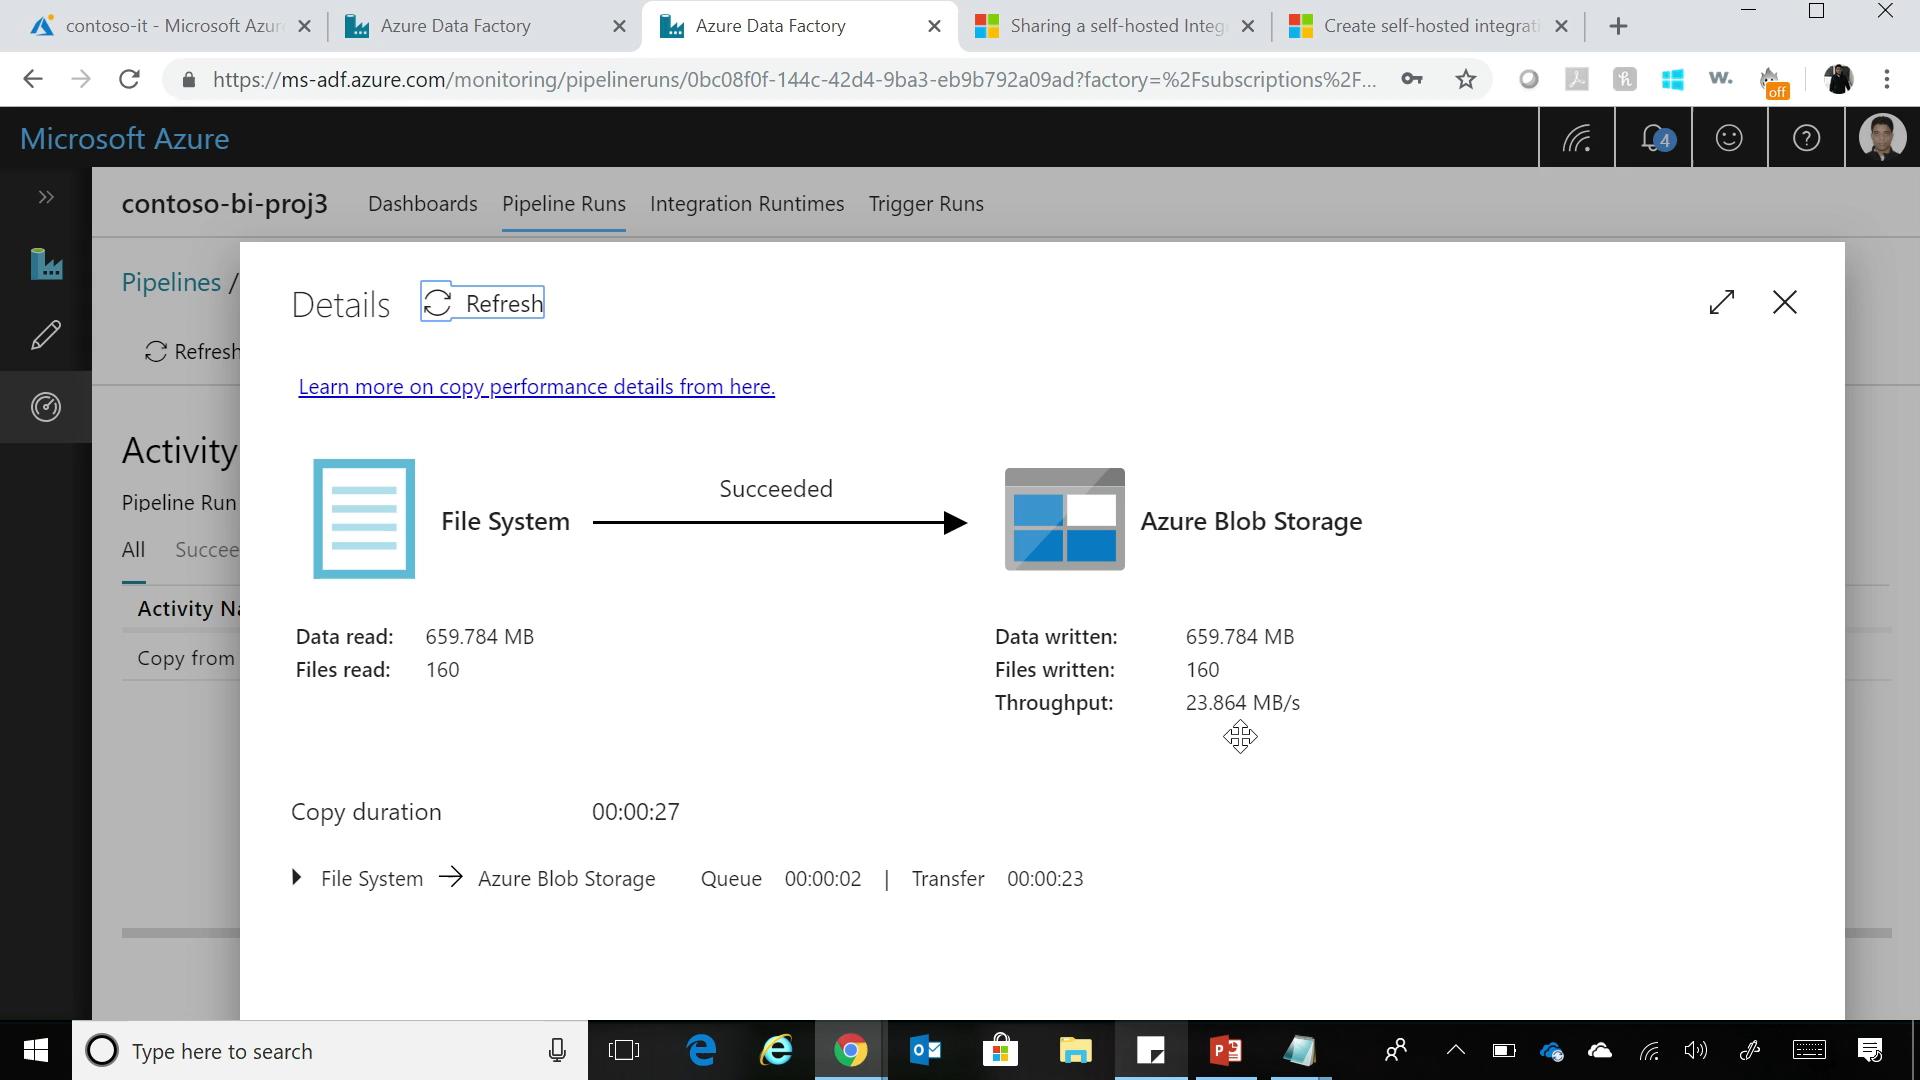 contoso-it - Microsoft Azur
Azure Data Factory
Azure Data Factory
Sharing a self-hosted Integ
Create self-hosted integrati
https://ms-adf.azure.com/monitoring/pipelineruns/0bc08f0f-144c-42d4-9ba3-eb9b792a09ad?factory=%2Fsubscriptions%2F...
w.
off
Microsoft Azure
4
contoso-bi-proj3
Dashboards
Pipeline Runs
Integration Runtimes
Trigger Runs
Pipelines /
Refresh
Activity
Pipeline Run
All
Succee
Activity Na
Copy from
Details
Refresh
Learn more on copy performance details from here.
File System
Succeeded
Azure Blob Storage
Data read: 659.784 MB
Files read: 160
Data written: 659.784 MB
Files written: 160
Throughput: 23.864 MB/s
Copy duration 00:00:27
File System → Azure Blob Storage Queue 00:00:02 | Transfer 00:00:23
Type here to search